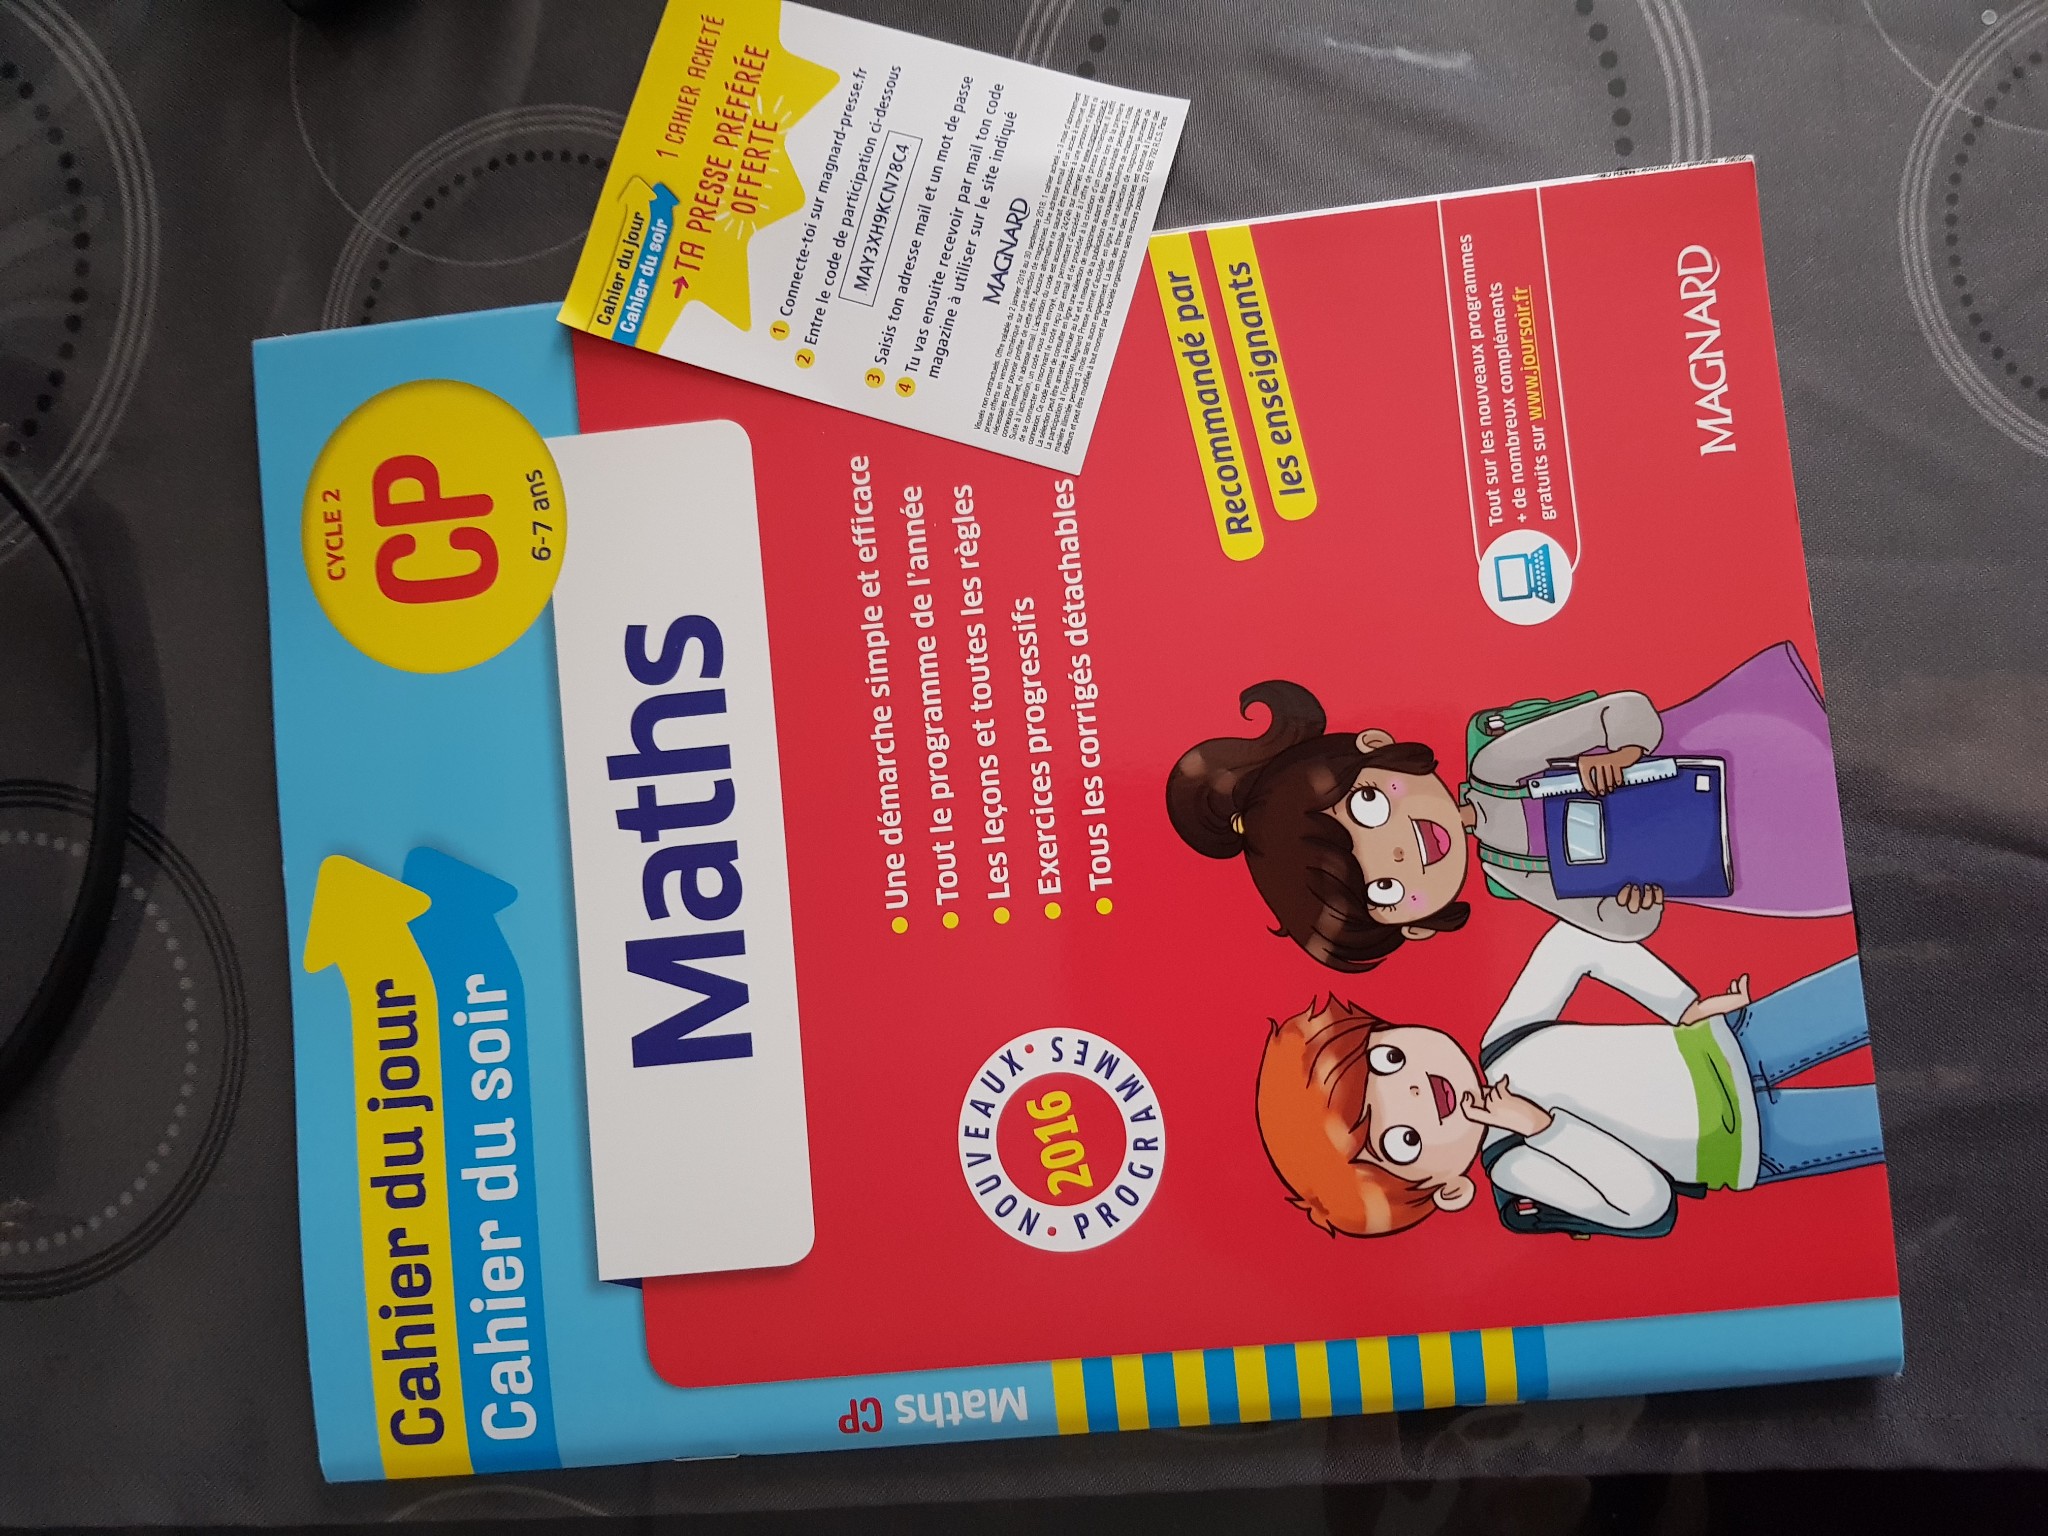 Cahier du jour
Cahier du soir
CYCLE 2
CP
6-7 ans
Maths
• Une démarche simple et efficace
• Tout le programme de l'année
• Les leçons et toutes les règles
• Exercices progressifs
• Tous les corrigés détachables
NOUVEAUX • PROGRAMMES •
2016
Recommandé par
les enseignants
Tout sur les nouveaux programmes
+ de nombreux compléments
gratuits sur www.joursoir.fr
MAGNARD
Maths
CP
Cahier du jour
Cahier du soir
1 CAHIER ACHETÉ
→ TA PRESSE PRÉFÉRÉE
OFFERTE
1 Connecte-toi sur magnard-presse.fr
2 Entre le code de participation ci-dessous
MAY3XH9KCN78C4
3 Saisis ton adresse mail et un mot de passe
4 Tu vas ensuite recevoir par mail ton code
magazine à utiliser sur le site indiqué
MAGNARD